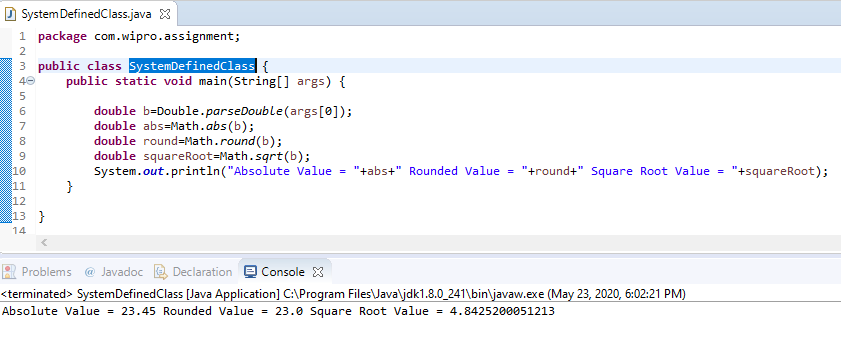 SystemDefinedClass.java
1 package com.wipro.assignment;
2
3 public class SystemDefinedClass {
4 public static void main(String[] args) {
5
6 double b=Double.parseDouble(args[0]);
7 double abs=Math.abs(b);
8 double round=Math.round(b);
9 double squareRoot=Math.sqrt(b);
10 System.out.println("Absolute Value = "+abs+" Rounded Value = "+round+" Square Root Value = "+squareRoot);
11 }
12
13 }
14
Problems @ Javadoc Declaration Console
<terminated> SystemDefinedClass [Java Application] C:\Program Files\Java\jdk1.8.0_241\bin\javaw.exe (May 23, 2020, 6:02:21 PM)
Absolute Value = 23.45 Rounded Value = 23.0 Square Root Value = 4.8425200051213